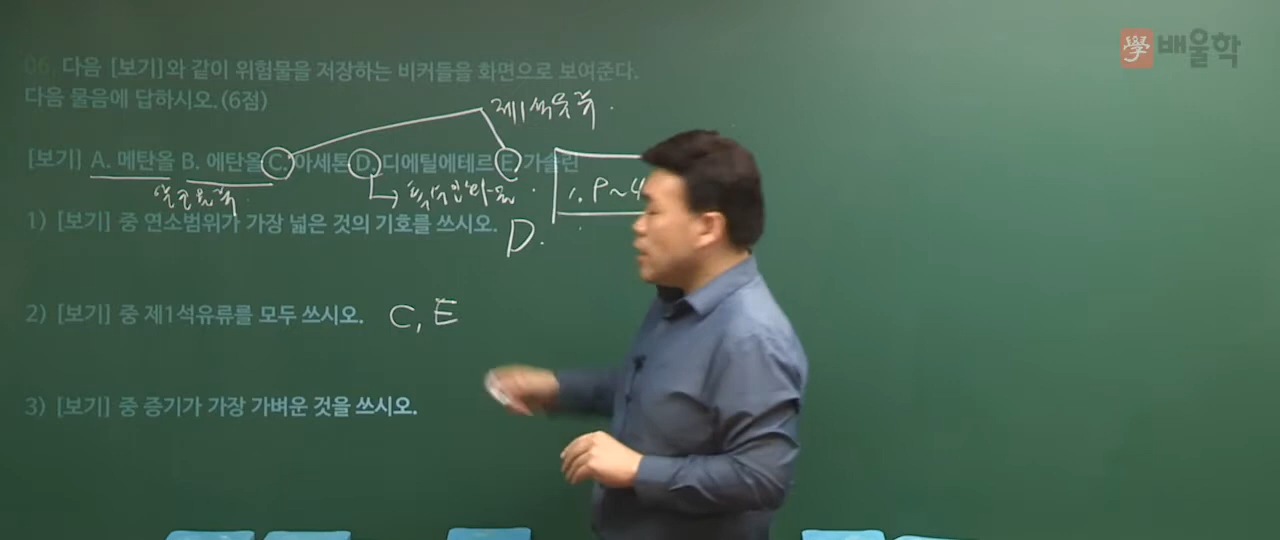 學 배울학
06. 다음 [보기]와 같이 위험물을 저장하는 비커들을 화면으로 보여준다.
다음 물음에 답하시오.(6점)
제1석유류.
[보기] A. 메탄올 B. 에탄올 C. 아세톤 D. 디에틸에테르 E. 가솔린
알코올류 특수인화물. 1. 9~4
1) [보기] 중 연소범위가 가장 넓은 것의 기호를 쓰시오. D.
2) [보기] 중 제1석유류를 모두 쓰시오. C, E
3) [보기] 중 증기가 가장 가벼운 것을 쓰시오.